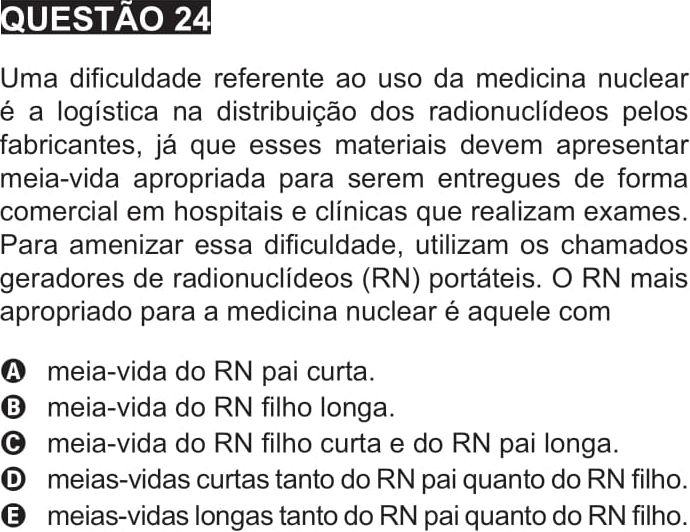 QUESTÃO 24
Uma dificuldade referente ao uso da medicina nuclear
é a logística na distribuição dos radionuclídeos pelos
fabricantes, já que esses materiais devem apresentar
meia-vida apropriada para serem entregues de forma
comercial em hospitais e clínicas que realizam exames.
Para amenizar essa dificuldade, utilizam os chamados
geradores de radionuclídeos (RN) portáteis. O RN mais
apropriado para a medicina nuclear é aquele com
A meia-vida do RN pai curta.
B meia-vida do RN filho longa.
C meia-vida do RN filho curta e do RN pai longa.
D meias-vidas curtas tanto do RN pai quanto do RN filho.
E meias-vidas longas tanto do RN pai quanto do RN filho.